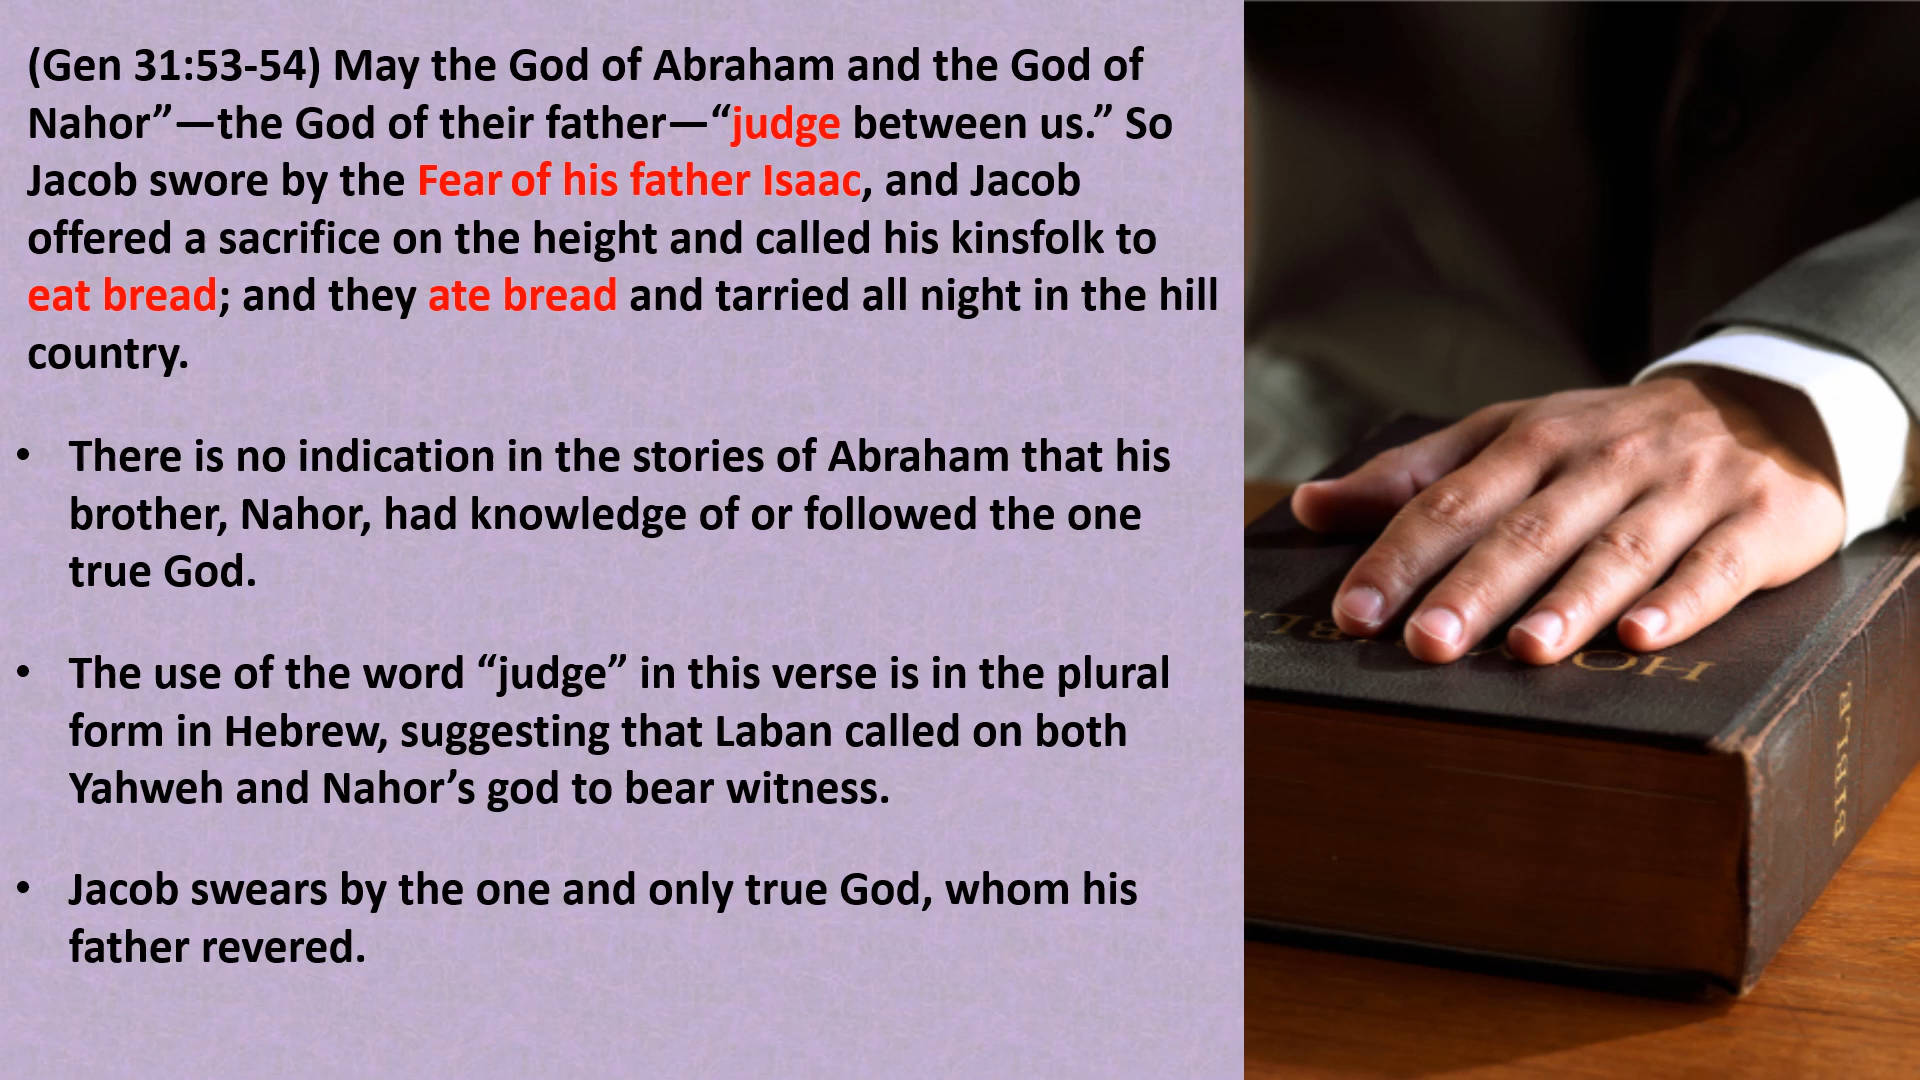 (Gen 31:53-54) May the God of Abraham and the God of
Nahor”—the God of their father—“judge between us.” So
Jacob swore by the Fear of his father Isaac, and Jacob
offered a sacrifice on the height and called his kinsfolk to
eat bread; and they ate bread and tarried all night in the hill
country.
• There is no indication in the stories of Abraham that his
brother, Nahor, had knowledge of or followed the one
true God.
• The use of the word “judge” in this verse is in the plural
form in Hebrew, suggesting that Laban called on both
Yahweh and Nahor’s god to bear witness.
• Jacob swears by the one and only true God, whom his
father revered.
BIBLE